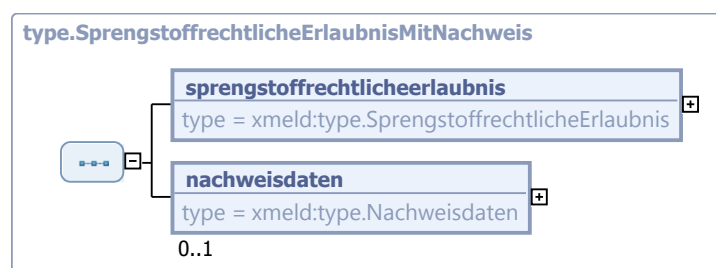 type.SprengstoffrechtlicheErlaubnisMitNachweis
sprengstoffrechtlicheerlaubnis
type = xmeld:type.SprengstoffrechtlicheErlaubnis
nachweisdaten
type = xmeld:type.Nachweisdaten
0..1